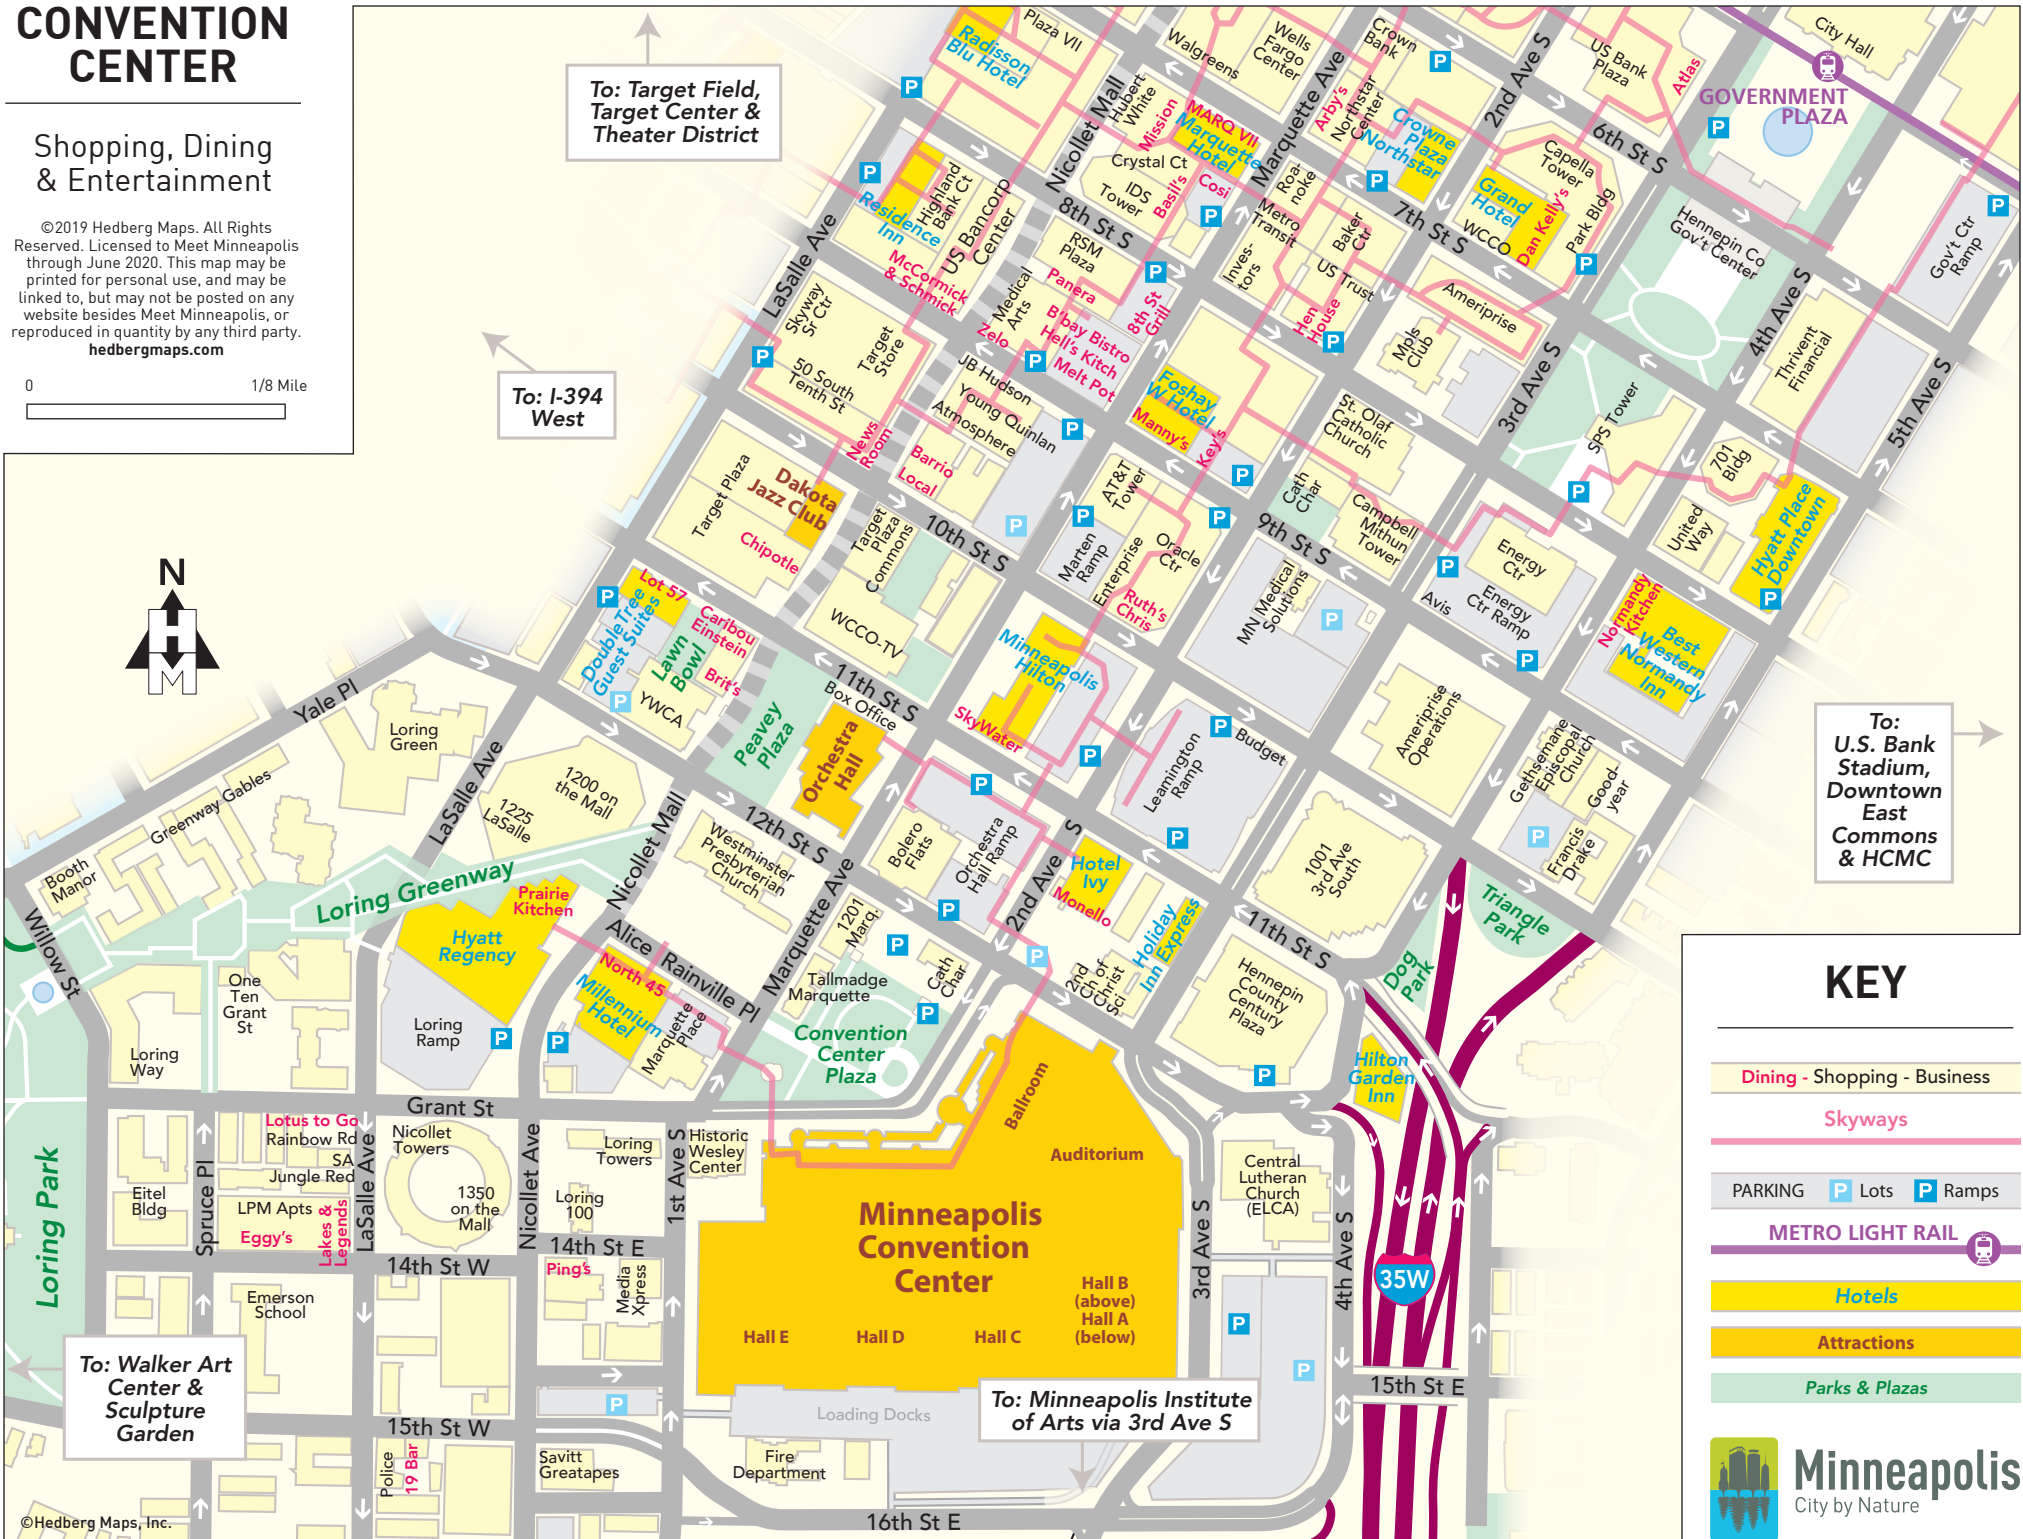 CONVENTION
CENTER
Shopping, Dining
& Entertainment
©2019 Hedberg Maps. All Rights
Reserved. Licensed to Meet Minneapolis
through June 2020. This map may be
printed for personal use, and may be
linked to, but may not be posted on any
website besides Meet Minneapolis, or
reproduced in quantity by any third party.
hedbergmaps.com
0 1/8 Mile
To: Target Field,
Target Center &
Theater District
To: I-394
West
N
H
M
Radisson
Blu Hotel
Plaza VII
Walgreens
Wells
Fargo
Center
Crown
Bank
US Bank
Plaza
Atlas
City Hall
GOVERNMENT
PLAZA
Nicollet Mall
Hubert
White
Mission
MARQ VII
Marquette
Hotel
Marquette Ave
Arby's
Northstar
Center
Crowne
Plaza
Northstar
2nd Ave S
6th St S
Capella
Tower
Grand
Hotel
Dan Kelly's
WCCO
Park Bldg
7th St S
Crystal Ct
IDS
Tower
Basil's
Cosi
Roa-
noke
Metro
Transit
Baker
Ctr
Inves-
tors
US Trust
Hen
House
Ameriprise
Mpls
Club
Hennepin Co
Gov't Center
Gov't Ctr
Ramp
4th Ave S
Thrivent
Financial
5th Ave S
3rd Ave S
SPS Tower
701
Bldg
United
Way
Hyatt Place
Downtown
Residence
Inn
Highland
Bank Ct
US Bancorp
Center
McCormick
& Schmick
LaSalle Ave
8th St S
RSM
Plaza
Panera
Medical
Arts
Zelo
B'bay Bistro
Hell's Kitch
Melt Pot
8th St
Grill
Skyway
Sr Ctr
Target
Store
50 South
Tenth St
JB Hudson
Young Quinlan
Atmosphere
News
Room
Barrio
Local
Foshay
W Hotel
Manny's
Key's
St. Olaf
Catholic
Church
Cath
Char
Campbell
Mithun
Tower
9th St S
AT&T
Tower
Marten
Ramp
Enterprise
Oracle
Ctr
Ruth's
Chris
MN Medical
Solutions
Avis
Energy
Ctr
Energy
Ctr Ramp
Normandy
Kitchen
Best
Western
Normandy
Inn
Target Plaza
Dakota
Jazz Club
Chipotle
Target
Plaza
Commons
10th St S
WCCO-TV
Lot 57
Double Tree
Guest Suites
Caribou
Einstein
Lawn
Bowl
Brit's
YWCA
Peavey
Plaza
11th St S
Box Office
Orchestra
Hall
Minneapolis
Hilton
SkyWater
Leamington
Ramp
Budget
Ameriprise
Operations
Gethsemane
Episcopal
Church
Good-
year
Francis
Drake
To:
U.S. Bank
Stadium,
Downtown
East
Commons
& HCMC
Yale Pl
Loring
Green
LaSalle Ave
1200 on
the Mall
1225
LaSalle
Greenway Gables
Booth
Manor
Loring Greenway
Willow St
Nicollet Mall
Westminster
Presbyterian
Church
12th St S
Bolero
Flats
Orchestra
Hall Ramp
2nd Ave S
Hotel
Ivy
Monello
Holiday
Inn Express
11th St S
1001
3rd Ave
South
Triangle
Park
Dog
Park
Prairie
Kitchen
Hyatt
Regency
Alice Rainville Pl
Marquette Ave
1201
Marq.
Tallmadge
Marquette
Cath
Char
2nd
Ch of
Christ
Sci
Hennepin
County
Century
Plaza
Hilton
Garden
Inn
North 45
Millennium
Hotel
Marquette
Place
Convention
Center
Plaza
Loring
Ramp
One
Ten
Grant
St
Loring
Way
Grant St
Lotus to Go
Rainbow Rd
SA
Jungle Red
Nicollet
Towers
LaSalle Ave
Nicollet Ave
Loring
Towers
Historic
Wesley
Center
1st Ave S
Ballroom
Auditorium
Central
Lutheran
Church
(ELCA)
Loring Park
Eitel
Bldg
Spruce Pl
LPM Apts
Eggy's
Lakes &
Legends
1350
on the
Mall
Loring
100
14th St E
14th St W
Ping's
Media
Xpress
Emerson
School
Minneapolis
Convention
Center
Hall E
Hall D
Hall C
Hall B
(above)
Hall A
(below)
3rd Ave S
4th Ave S
35W
15th St E
To: Walker Art
Center &
Sculpture
Garden
15th St W
Police
19 Bar
Savitt
Greatapes
Loading Docks
Fire
Department
To: Minneapolis Institute
of Arts via 3rd Ave S
16th St E
©Hedberg Maps, Inc.
KEY
Dining - Shopping - Business
Skyways
PARKING P Lots P Ramps
METRO LIGHT RAIL
Hotels
Attractions
Parks & Plazas
Minneapolis
City by Nature